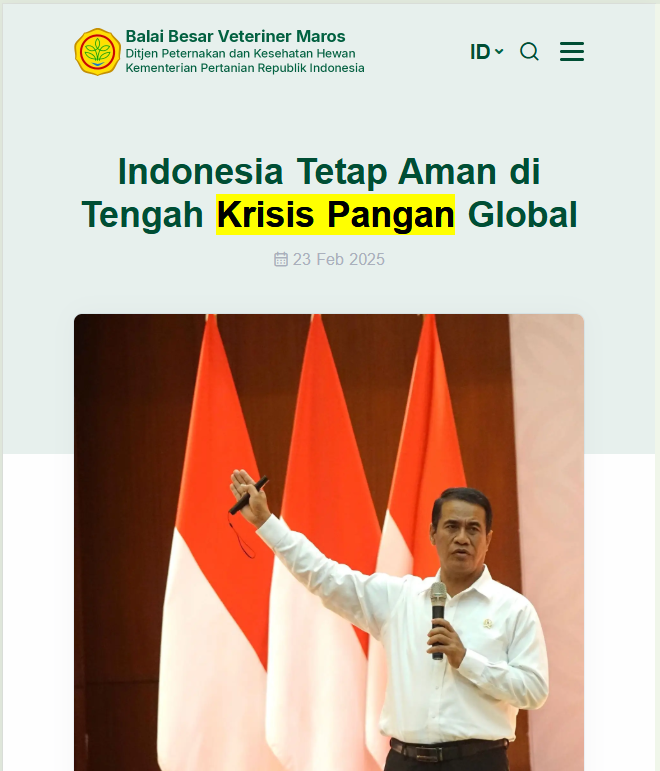 Balai Besar Veteriner Maros
Ditjen Peternakan dan Kesehatan Hewan
Kementerian Pertanian Republik Indonesia
ID
Indonesia Tetap Aman di
Tengah Krisis Pangan Global
23 Feb 2025